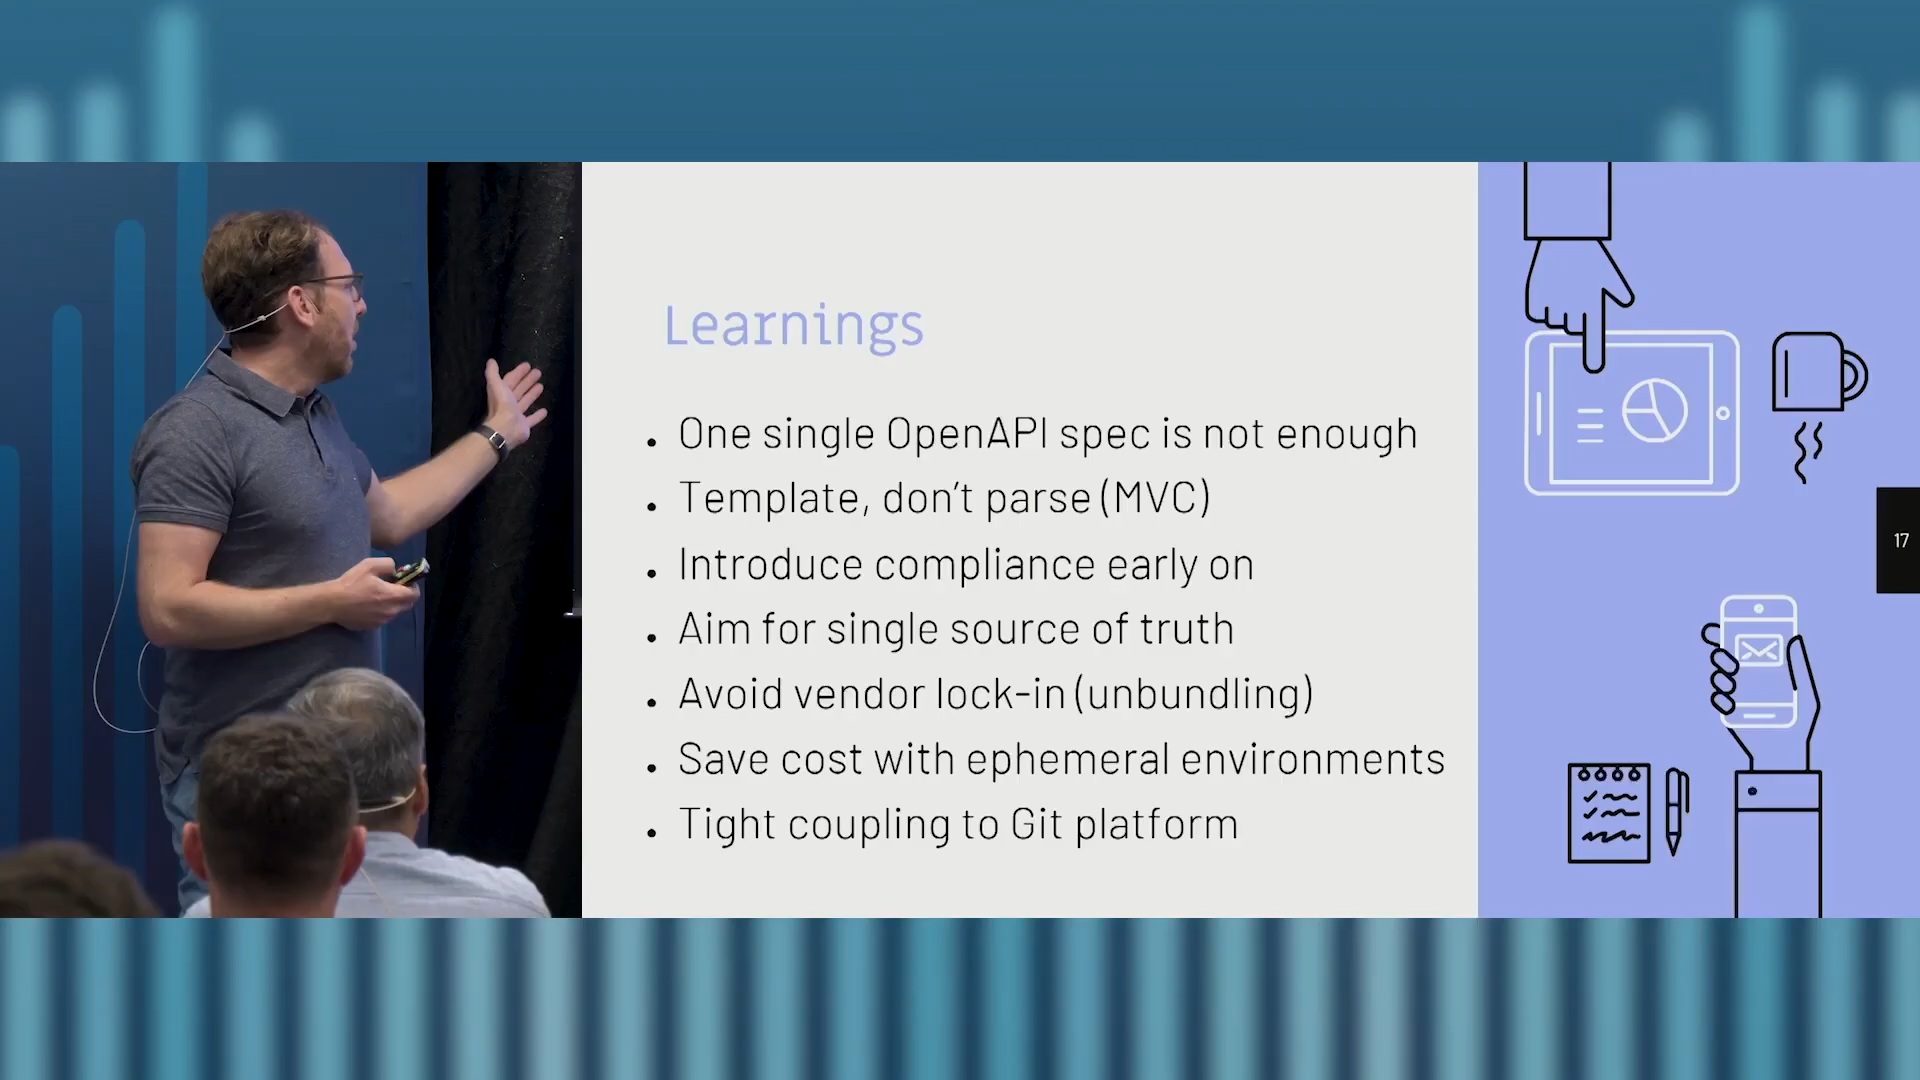 Learnings
• One single OpenAPI spec is not enough
• Template, don't parse (MVC)
• Introduce compliance early on
• Aim for single source of truth
• Avoid vendor lock-in (unbundling)
• Save cost with ephemeral environments
• Tight coupling to Git platform
17